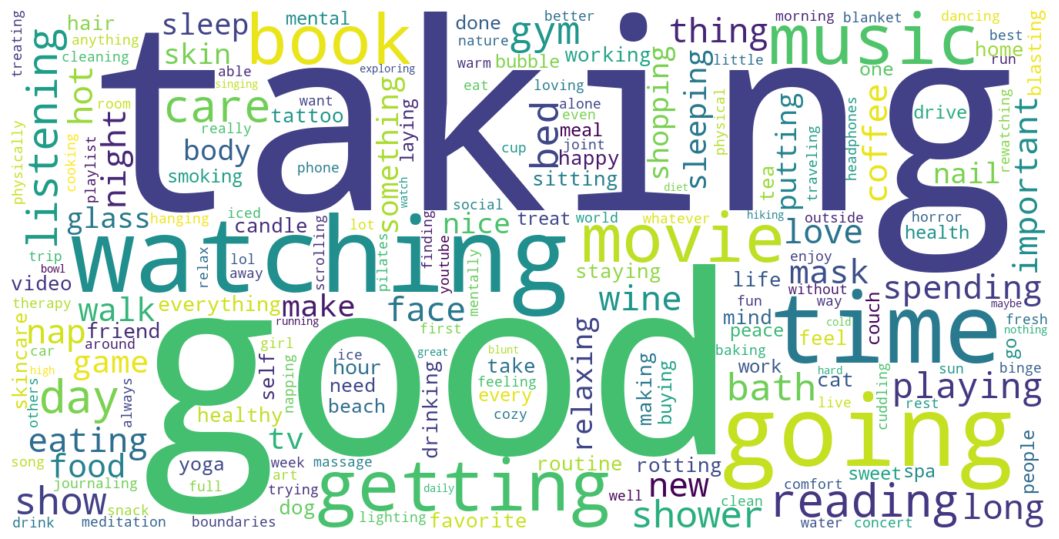 treating
hair
anything
cleaning
sleep
skin
able
singing
mental
exploring
book
done
nature
warm
better
gym
bubble
working
thing
music
morning
blanket
dancing
best
run
home
blasting
little
one
taking
listening
physically
hot
room
cooking
playlist
night
care
really
body
smoking
want
tattoo
phone
something
watch
laying
eat
loving
alone
even
cup
bed
meal
joint
happy
sitting
diet
shopping
sleeping
physical
putting
tea
traveling
headphones
coffee
drive
nail
rewatching
important
horror
health
glass
hanging
iced
candle
lot
social
nice
treat
world
whatever
hiking
outside
love
enjoy
trip
bowl
video
relax
lol
away
scrolling
watching
pilates
finding
youtube
mentally
movie
staying
life
mask
without
way
couch
spending
maybe
therapy
walk
everything
make
face
first
wine
fun
mind
peace
time
cold
feel
fresh
nothing
go
skincare
nap
friend
around
running
car
game
girl
self
napping
ice
hour
need
beach
great
blunt
take
feeling
every
cozy
good
drinking
relaxing
making
buying
baking
work
bath
cat
hard
live
cuddling
sun
rest
binge
playing
high
others
day
always
healthy
eating
tv
song
food
yoga
week
massage
art
trying
journaling
full
dog
getting
daily
routine
rotting
going
sweet
spa
people
show
snack
drink
meditation
boundaries
lighting
favorite
well
new
shower
clean
comfort
reading
water
concert
long